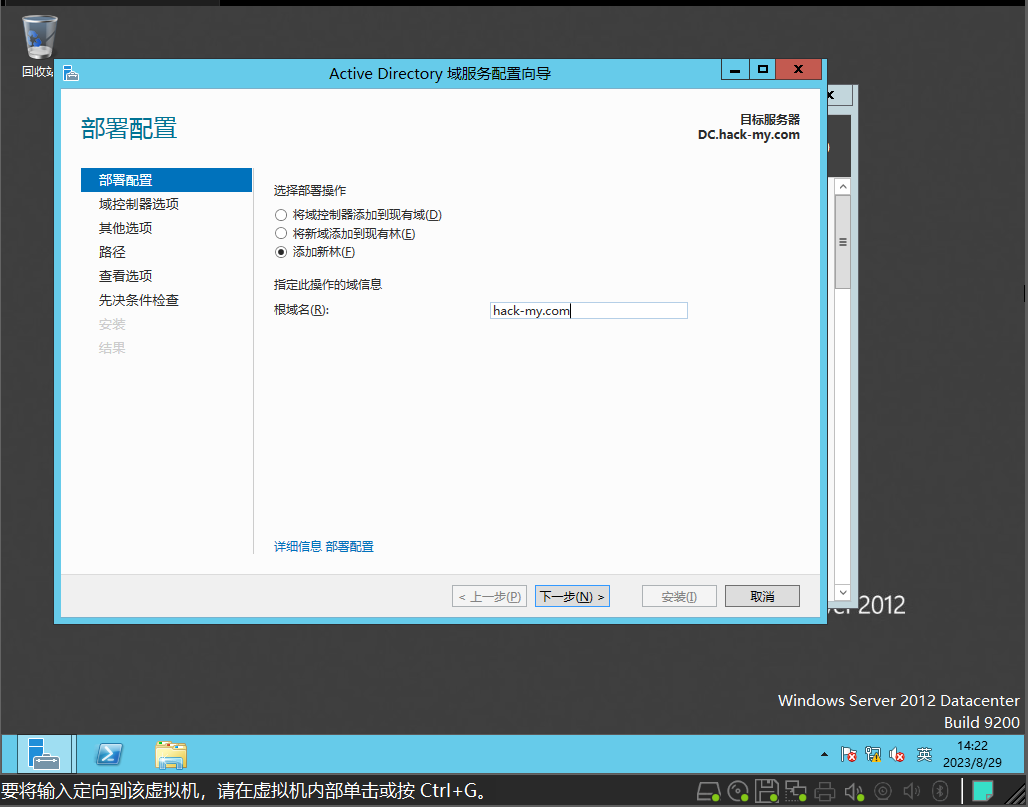 回收站
Active Directory 域服务配置向导
部署配置
目标服务器
DC.hack-my.com
部署配置
域控制器选项
其他选项
路径
查看选项
先决条件检查
安装
结果
选择部署操作
将域控制器添加到现有域(D)
将新域添加到现有林(E)
添加新林(F)
指定此操作的域信息
根域名(R):
hack-my.com
详细信息 部署配置
< 上一步(P)
下一步(N) >
安装(I)
取消
2012
Windows Server 2012 Datacenter
Build 9200
英
14:22
2023/8/29
要将输入定向到该虚拟机，请在虚拟机内部单击或按 Ctrl+G。